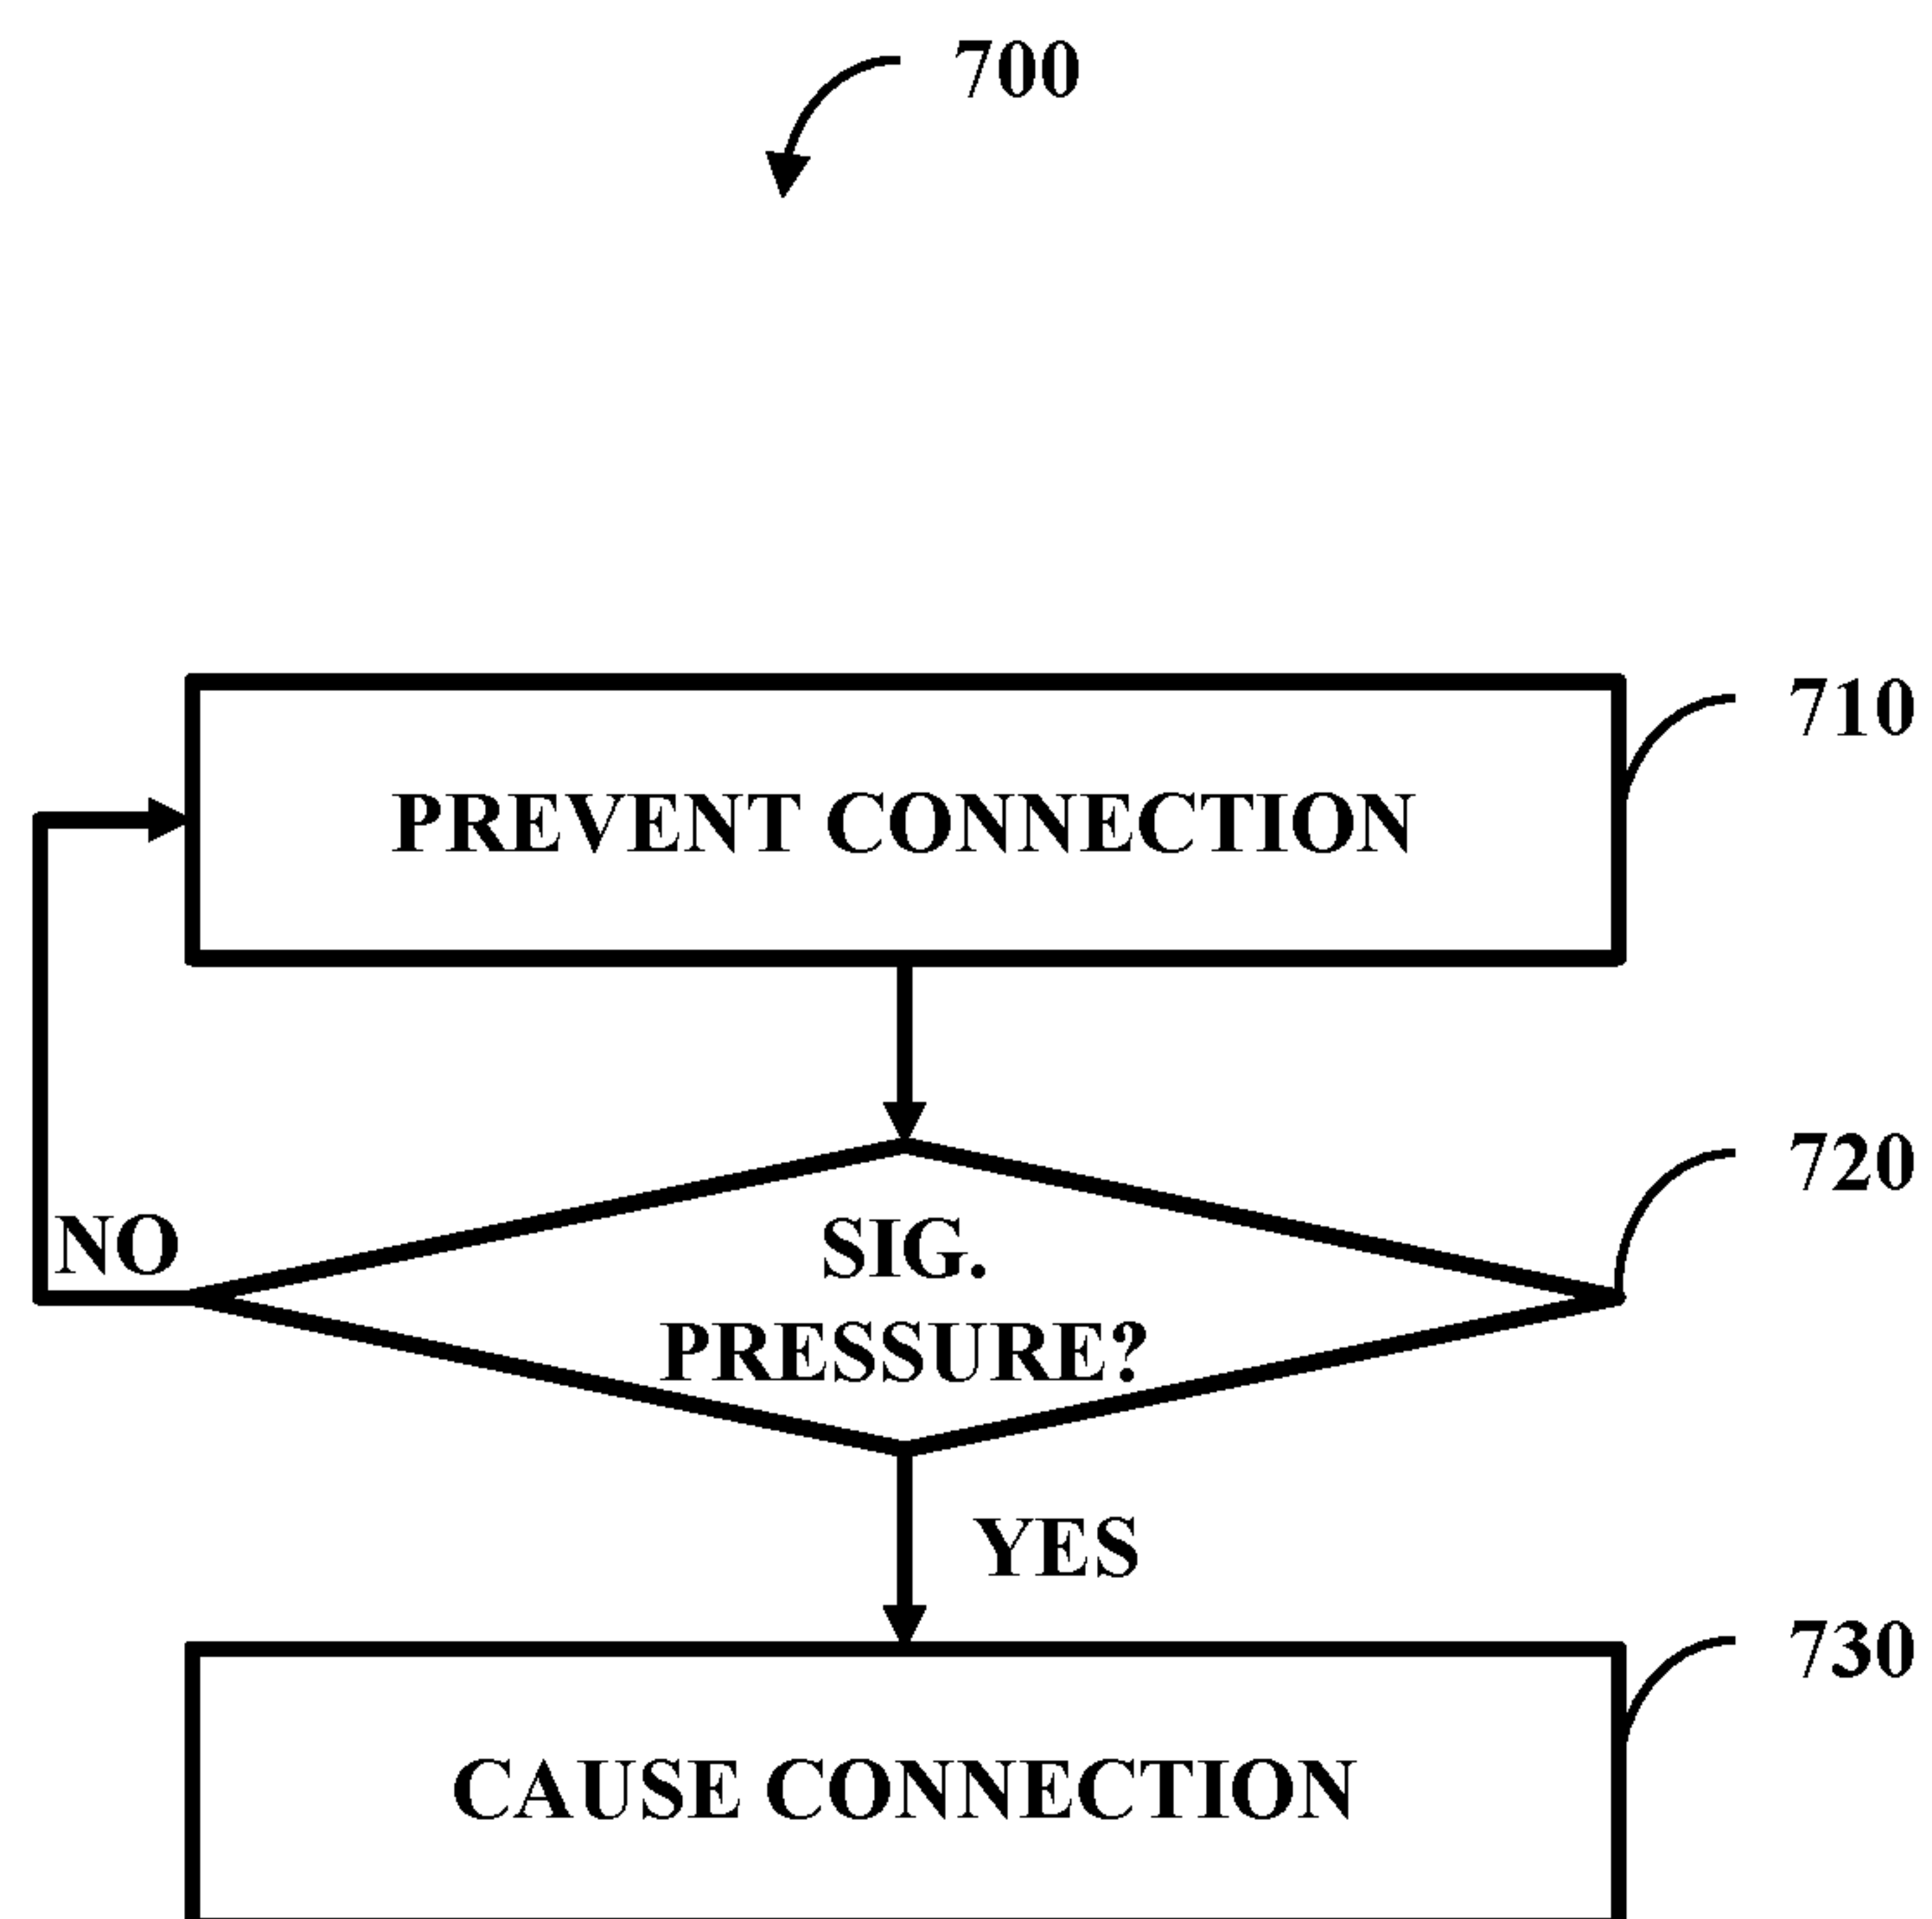 700
710
PREVENT CONNECTION
720
NO
SIG.
PRESSURE?
YES
730
CAUSE CONNECTION